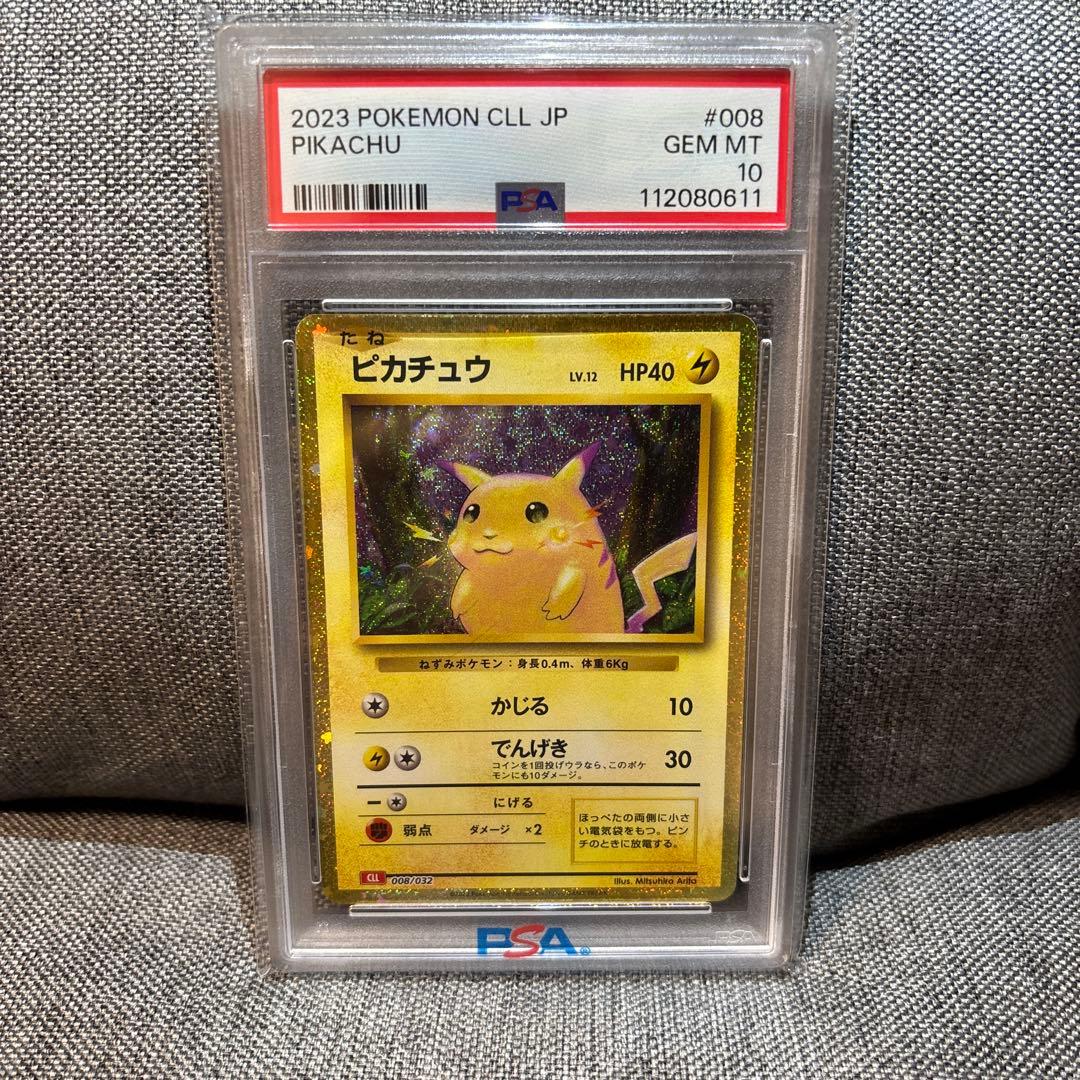 2023 POKEMON CLL JP #008
PIKACHU GEM MT
10
PSA 112080611
たね
ピカチュウ LV.12 HP40
ねずみポケモン：身長0.4m、体重6Kg
かじる 10
でんげき 30
コインを1回投げウラなら、このポケ
モンにも10ダメージ。
にげる
弱点 ダメージ ×2
ほっぺたの両側に小さ
い電気袋をもつ。ピン
チのときに放電する。
CLL 008/032 Illus. Mitsuhiro Arita
PSA®
PSA